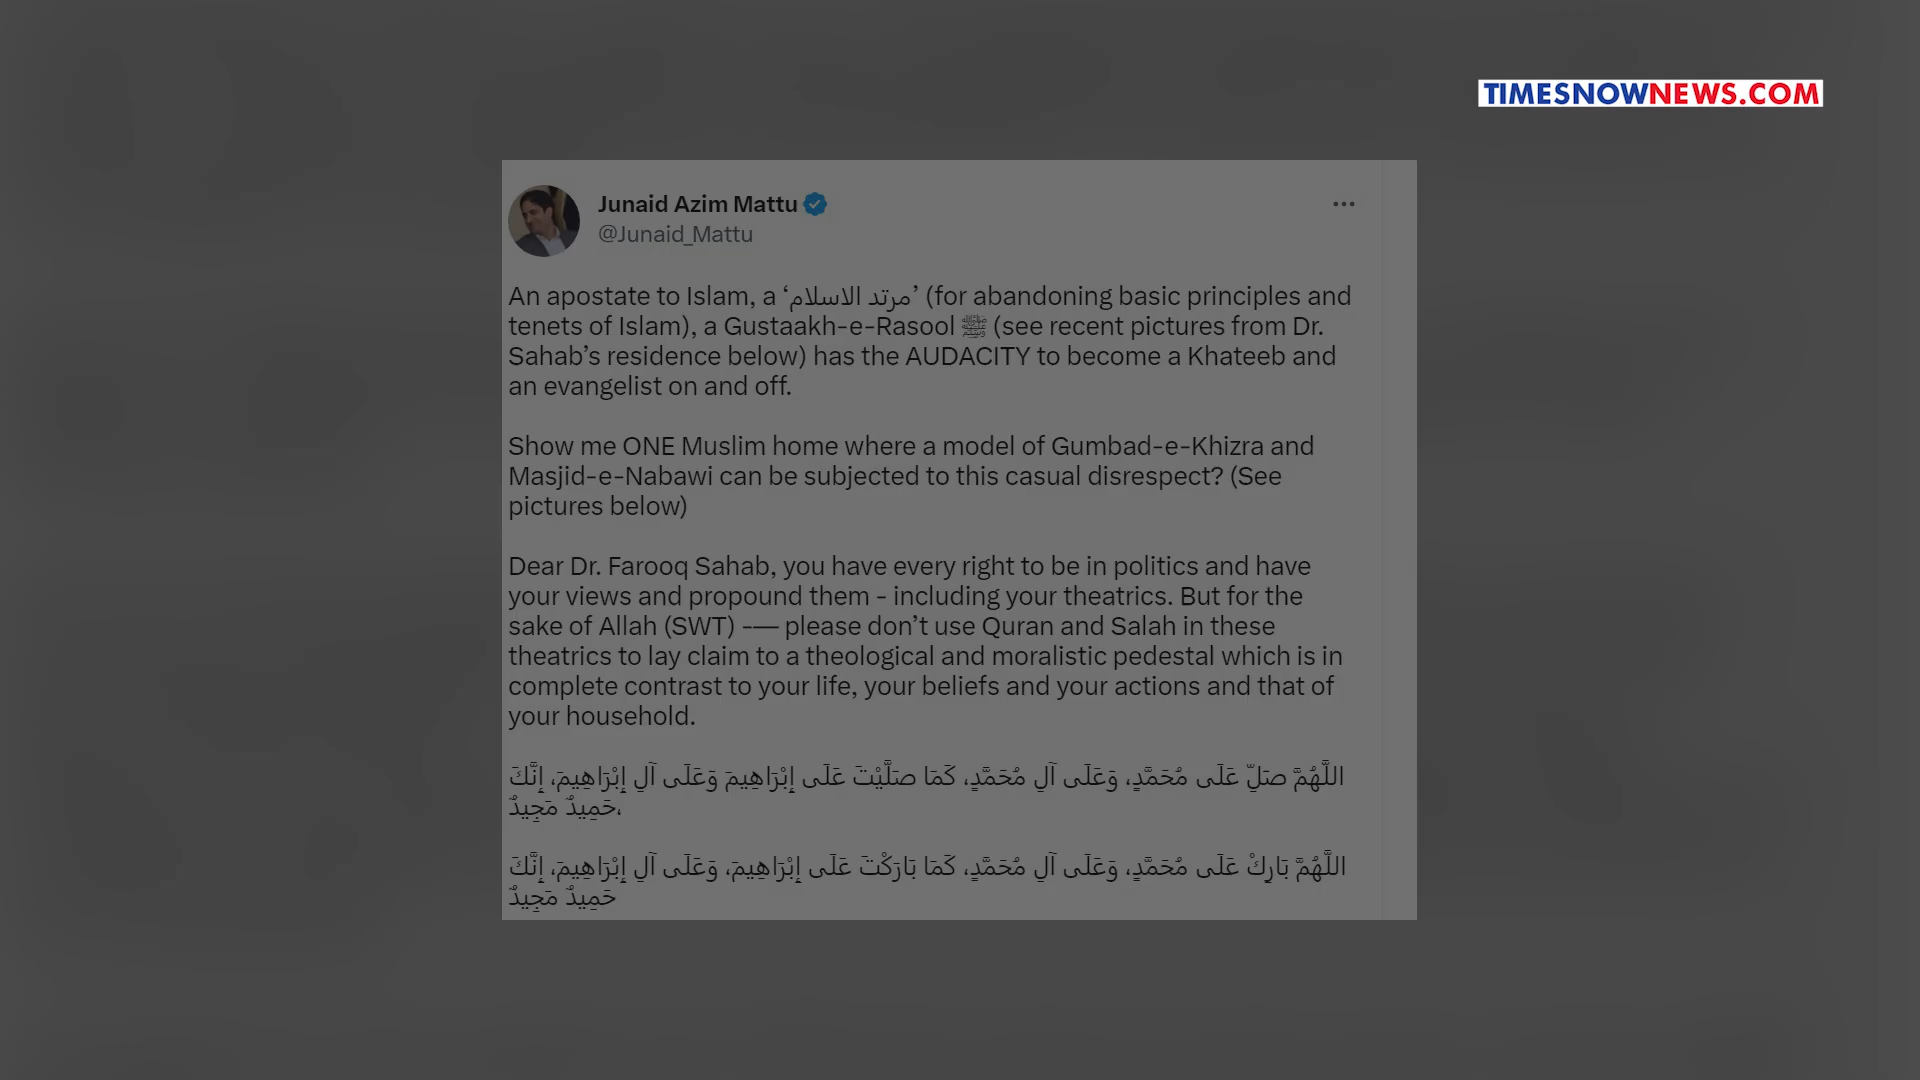 TIMESNOWNEWS.COM
Junaid Azim Mattu
@Junaid_Mattu
An apostate to Islam, a ‘مرتد الاسلام’ (for abandoning basic principles and
tenets of Islam), a Gustaakh-e-Rasool ﷺ (see recent pictures from Dr.
Sahab’s residence below) has the AUDACITY to become a Khateeb and
an evangelist on and off.
Show me ONE Muslim home where a model of Gumbad-e-Khizra and
Masjid-e-Nabawi can be subjected to this casual disrespect? (See
pictures below)
Dear Dr. Farooq Sahab, you have every right to be in politics and have
your views and propound them - including your theatrics. But for the
sake of Allah (SWT) -— please don’t use Quran and Salah in these
theatrics to lay claim to a theological and moralistic pedestal which is in
complete contrast to your life, your beliefs and your actions and that of
your household.
اللَّهُمَّ صَلِّ عَلَى مُحَمَّدٍ، وَعَلَى آلِ مُحَمَّدٍ، كَمَا صَلَّيْتَ عَلَى إِبْرَاهِيمَ وَعَلَى آلِ إِبْرَاهِيمَ، إِنَّكَ
حَمِيدٌ مَجِيدٌ،
اللَّهُمَّ بَارِكْ عَلَى مُحَمَّدٍ، وَعَلَى آلِ مُحَمَّدٍ، كَمَا بَارَكْتَ عَلَى إِبْرَاهِيمَ، وَعَلَى آلِ إِبْرَاهِيمَ، إِنَّكَ
حَمِيدٌ مَجِيدٌ